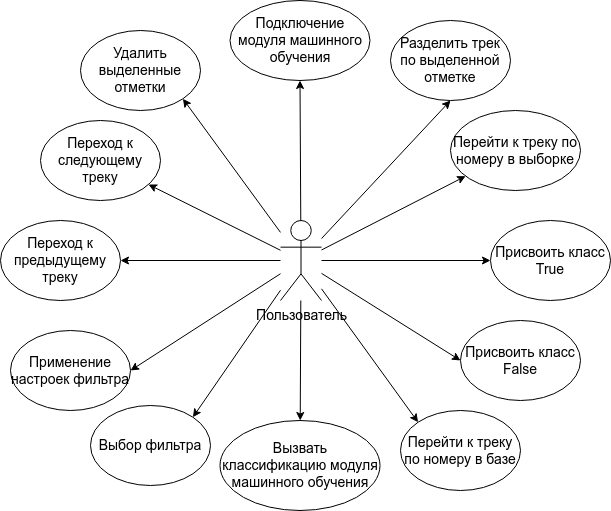 Подключение
модуля машинного
обучения
Удалить
выделенные
отметки
Разделить трек
по выделенной
отметке
Переход к
следующему
треку
Перейти к треку по
номеру в выборке
Переход к
предыдущему
треку
Присвоить класс
True
Пользователь
Применение
настроек фильтра
Присвоить класс
False
Выбор фильтра
Вызвать
классификацию модуля
машинного обучения
Перейти к треку
по номеру в базе